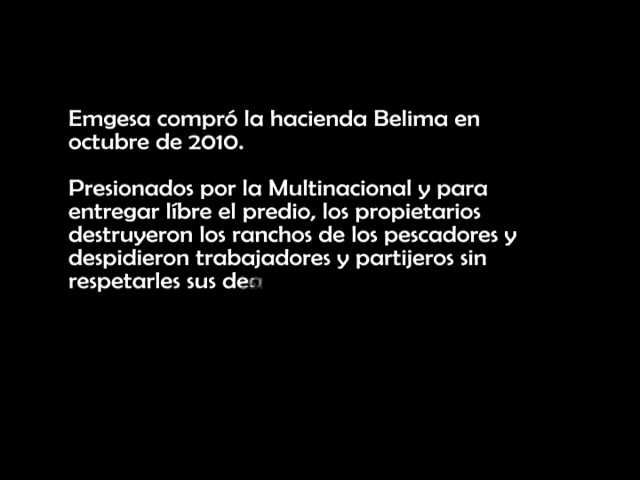 Emgesa compró la hacienda Belima en
octubre de 2010.
Presionados por la Multinacional y para
entregar líbre el predio, los propietarios
destruyeron los ranchos de los pescadores y
despidieron trabajadores y partijeros sin
respetarles sus